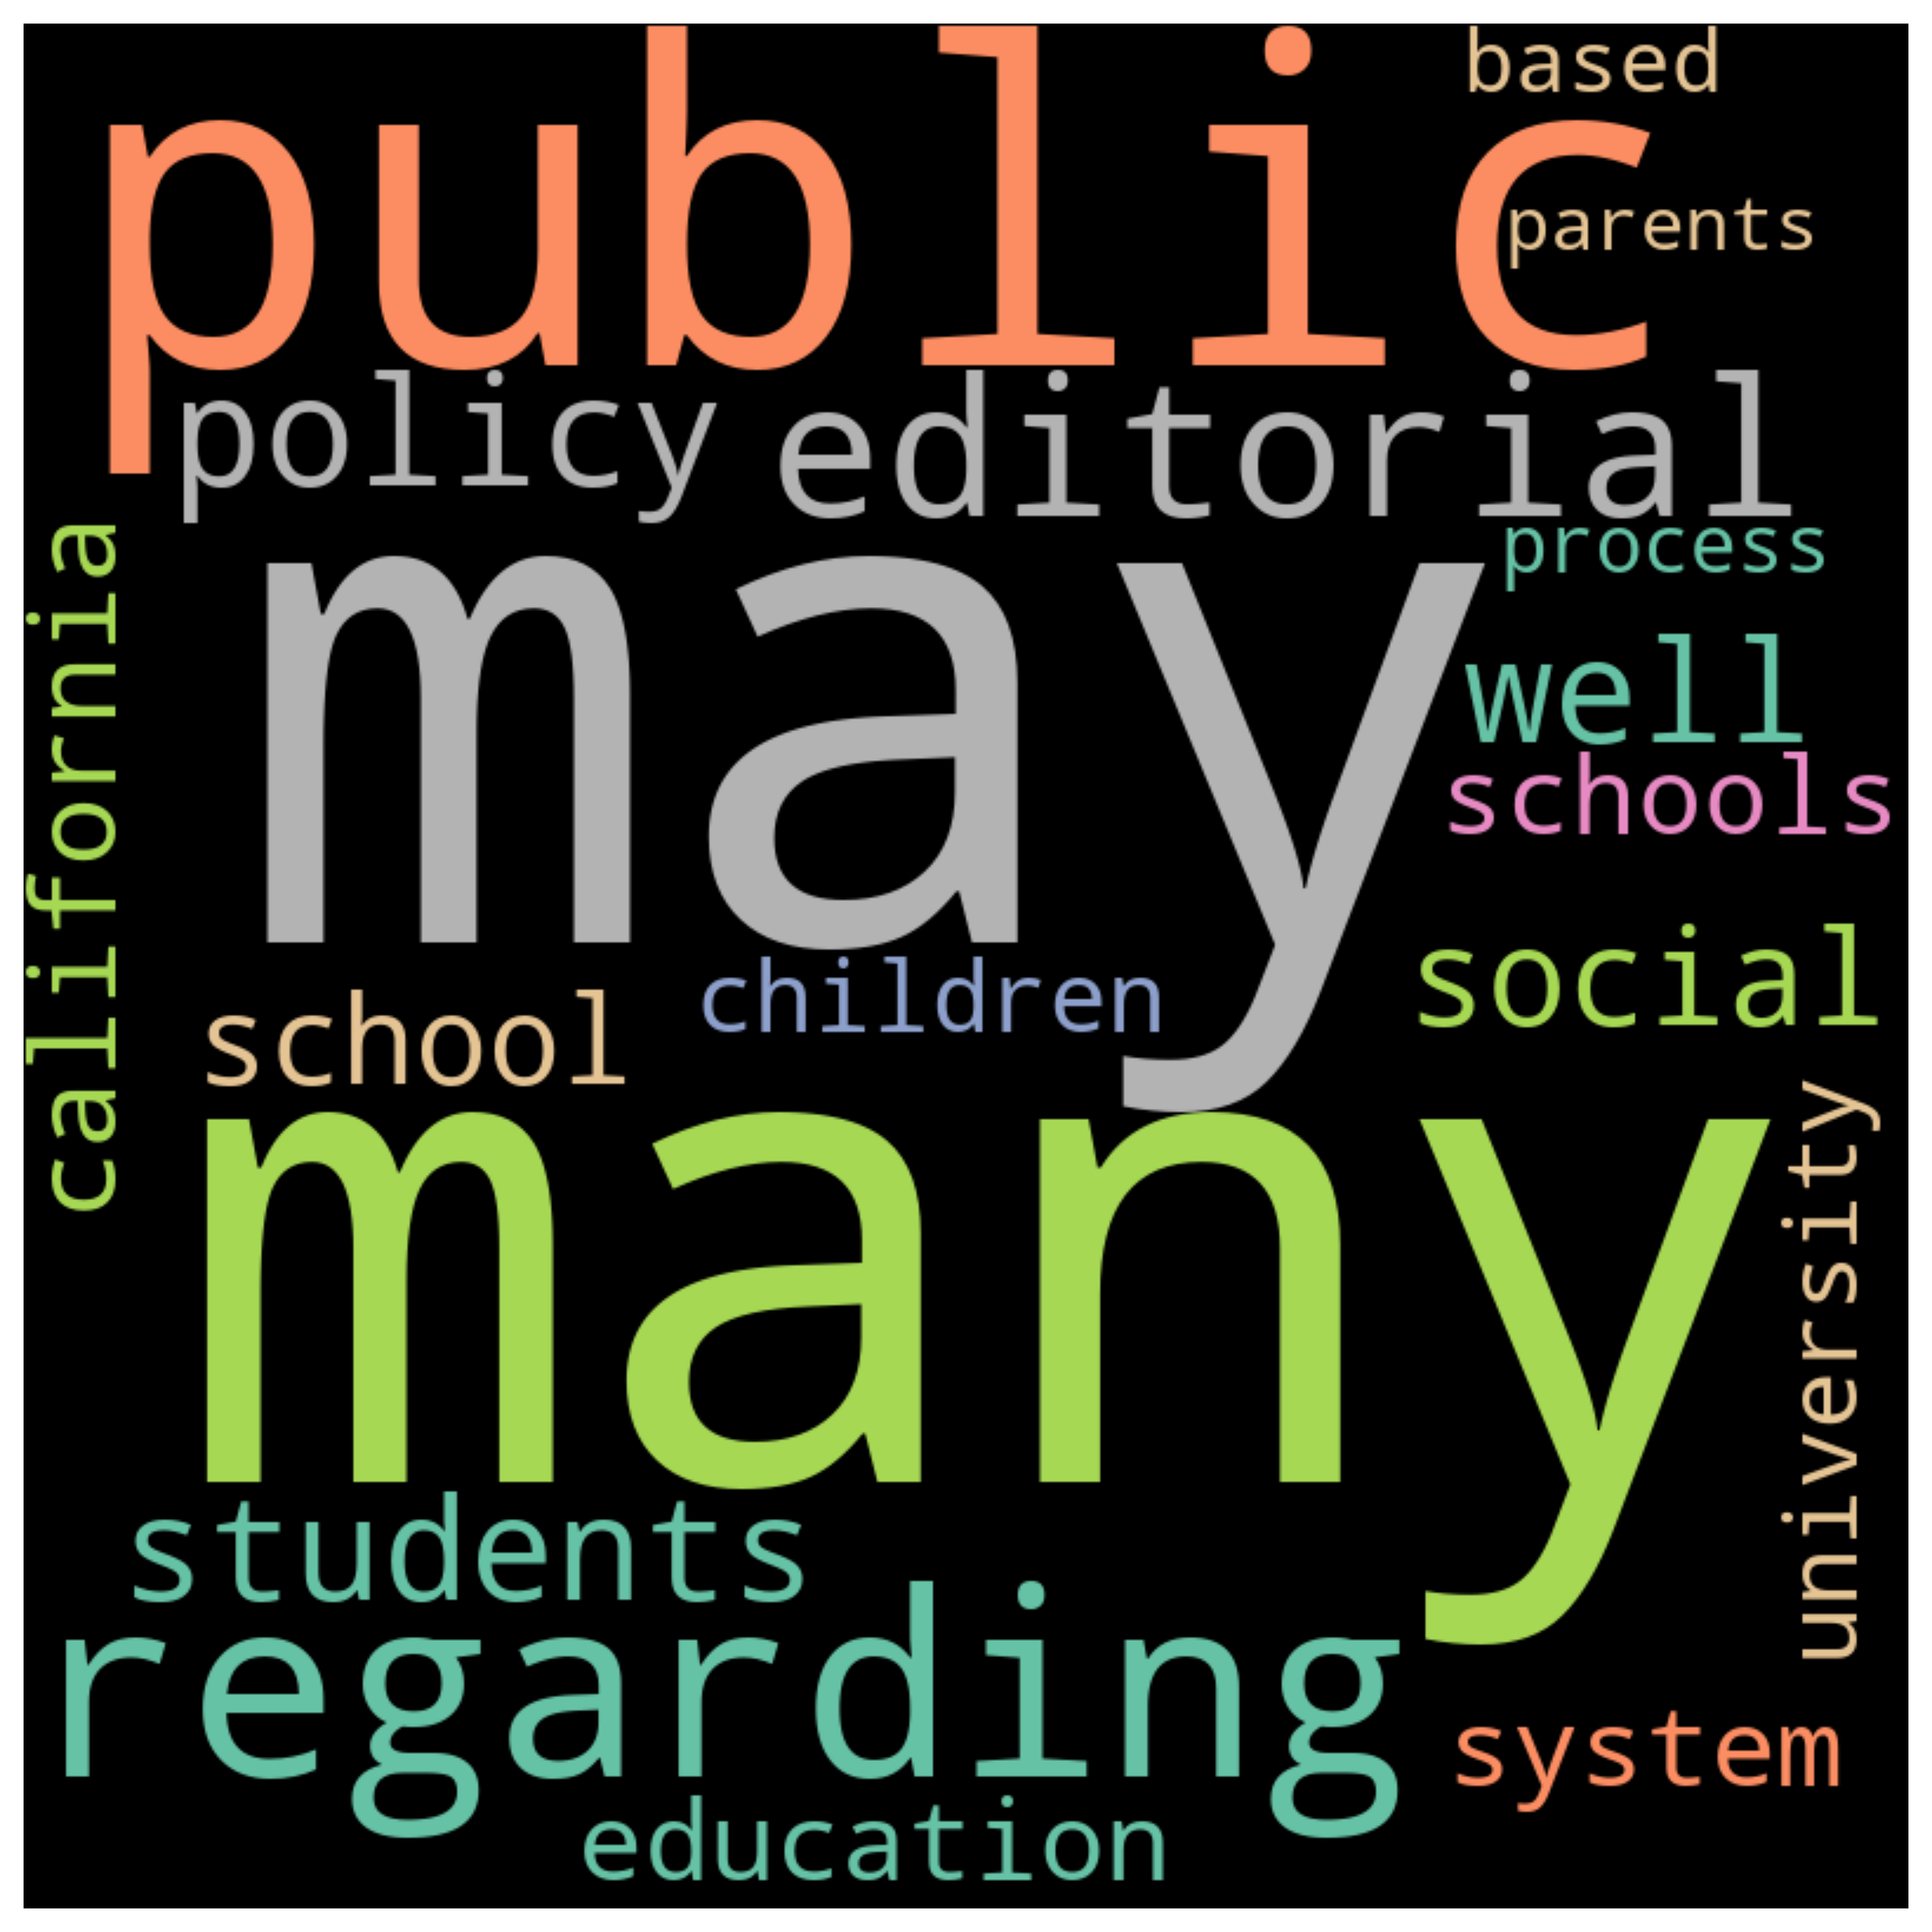 based
public
parents
policy editorial
process
may
well
schools
california
social
children
school
many
university
students
regarding
system
education